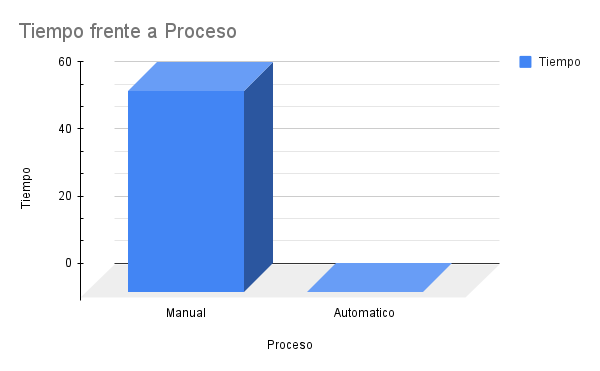 Tiempo frente a Proceso
60
40
20
0
Tiempo
Tiempo
Manual
Automatico
Proceso